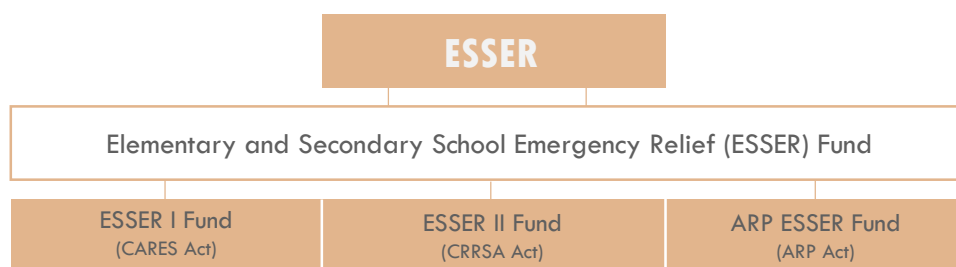 ESSER
Elementary and Secondary School Emergency Relief (ESSER) Fund
ESSER I Fund
(CARES Act)
ESSER II Fund
(CRRSA Act)
ARP ESSER Fund
(ARP Act)